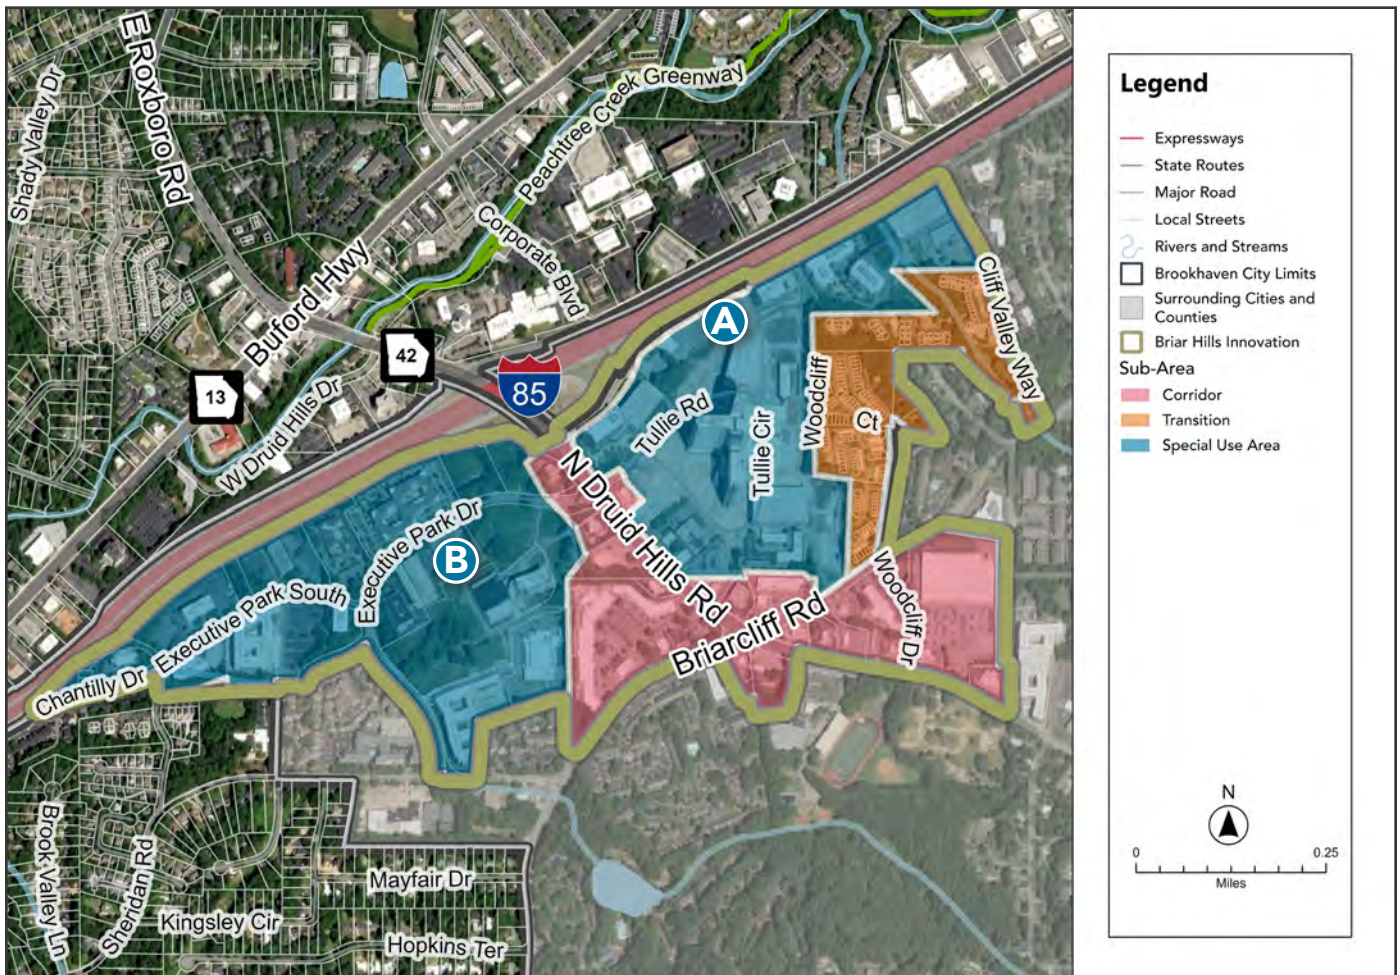 E Roxboro Rd
Shady Valley Dr
Peachtree Creek Greenway
Corporate Blvd
Buford Hwy
42
13
85
W Druid Hills Dr
A
Cliff Valley Way
Woodcliff
Ct
Tullie Rd
Tullie Cir
N Druid Hills Rd
Executive Park Dr
B
Executive Park South
Briarcliff Rd
Woodcliff Dr
Chantilly Dr
Brook Valley Ln
Sheridan Rd
Mayfair Dr
Kingsley Cir
Hopkins Ter
Legend
Expressways
State Routes
Major Road
Local Streets
Rivers and Streams
Brookhaven City Limits
Surrounding Cities and
Counties
Briar Hills Innovation
Sub-Area
Corridor
Transition
Special Use Area
N
0
0.25
Miles